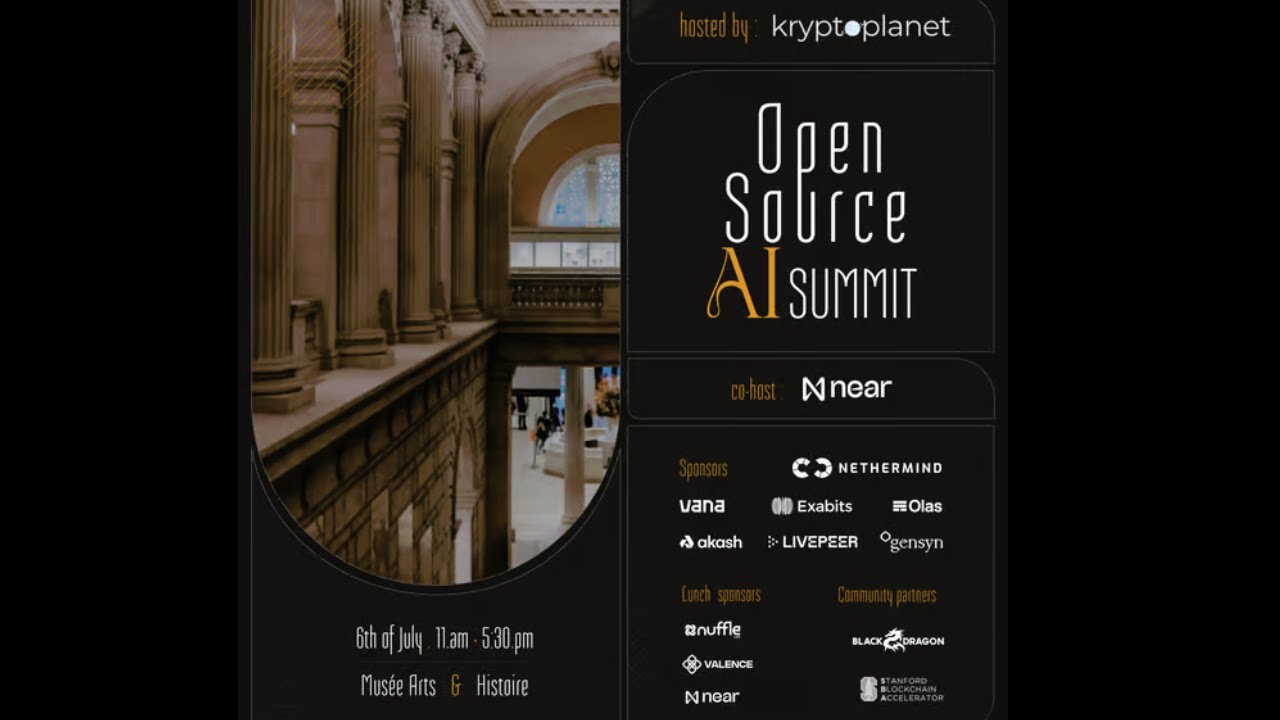 hosted by : kryptoplanet
Open
Source
AI SUMMIT
co-host : near
Sponsors
NETHERMIND
vana
Exabits
Olas
akash
LIVEPEER
gensyn
Lunch sponsors
nuffle
VALENCE
near
Community partners
BLACK DRAGON
STANFORD
BLOCKCHAIN
ACCELERATOR
6th of July . 11.am - 5:30.pm
Musée Arts & Histoire